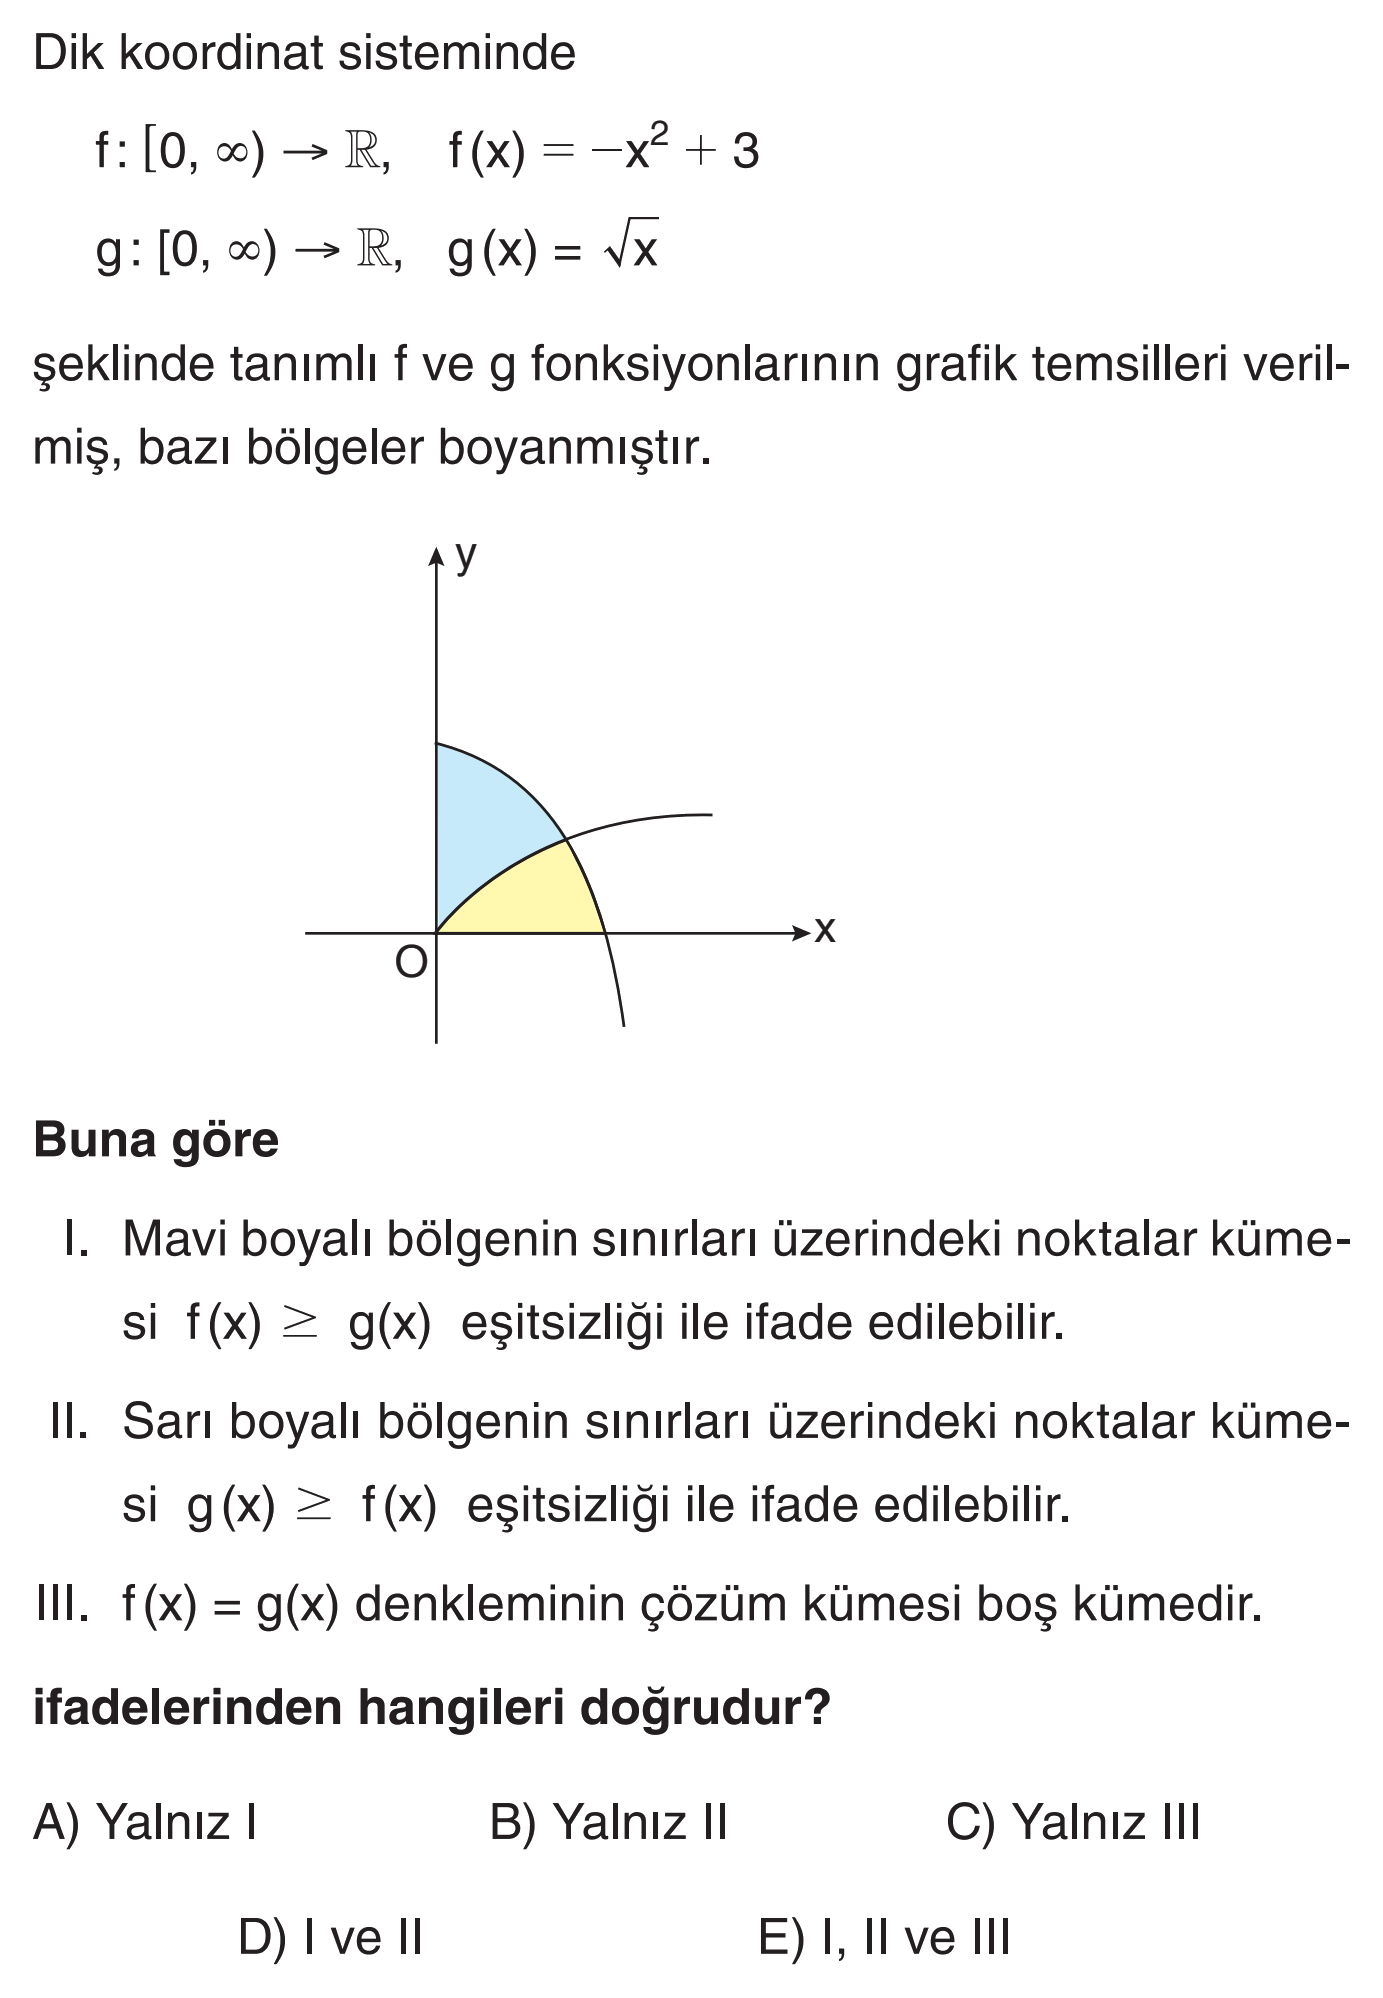 Dik koordinat sisteminde
f: [0, ∞) → ℝ, f(x) = −x² + 3
g: [0, ∞) → ℝ, g(x) = √x
şeklinde tanımlı f ve g fonksiyonlarının grafik temsilleri veril-
miş, bazı bölgeler boyanmıştır.
y
x
O
Buna göre
I. Mavi boyalı bölgenin sınırları üzerindeki noktalar küme-
si f(x) ≥ g(x) eşitsizliği ile ifade edilebilir.
II. Sarı boyalı bölgenin sınırları üzerindeki noktalar küme-
si g(x) ≥ f(x) eşitsizliği ile ifade edilebilir.
III. f(x) = g(x) denkleminin çözüm kümesi boş kümedir.
ifadelerinden hangileri doğrudur?
A) Yalnız I B) Yalnız II C) Yalnız III
D) I ve II E) I, II ve III